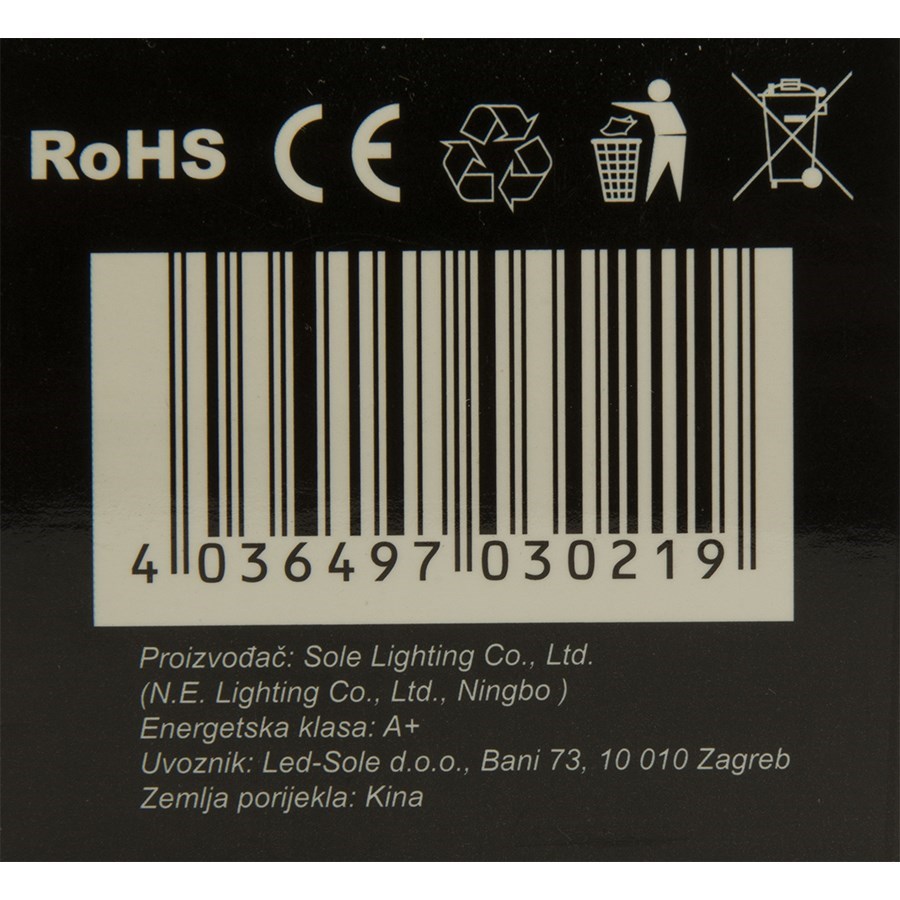 RoHS CE
4 036497 030219
Proizvođač: Sole Lighting Co., Ltd.
(N.E. Lighting Co., Ltd., Ningbo )
Energetska klasa: A+
Uvoznik: Led-Sole d.o.o., Bani 73, 10 010 Zagreb
Zemlja porijekla: Kina